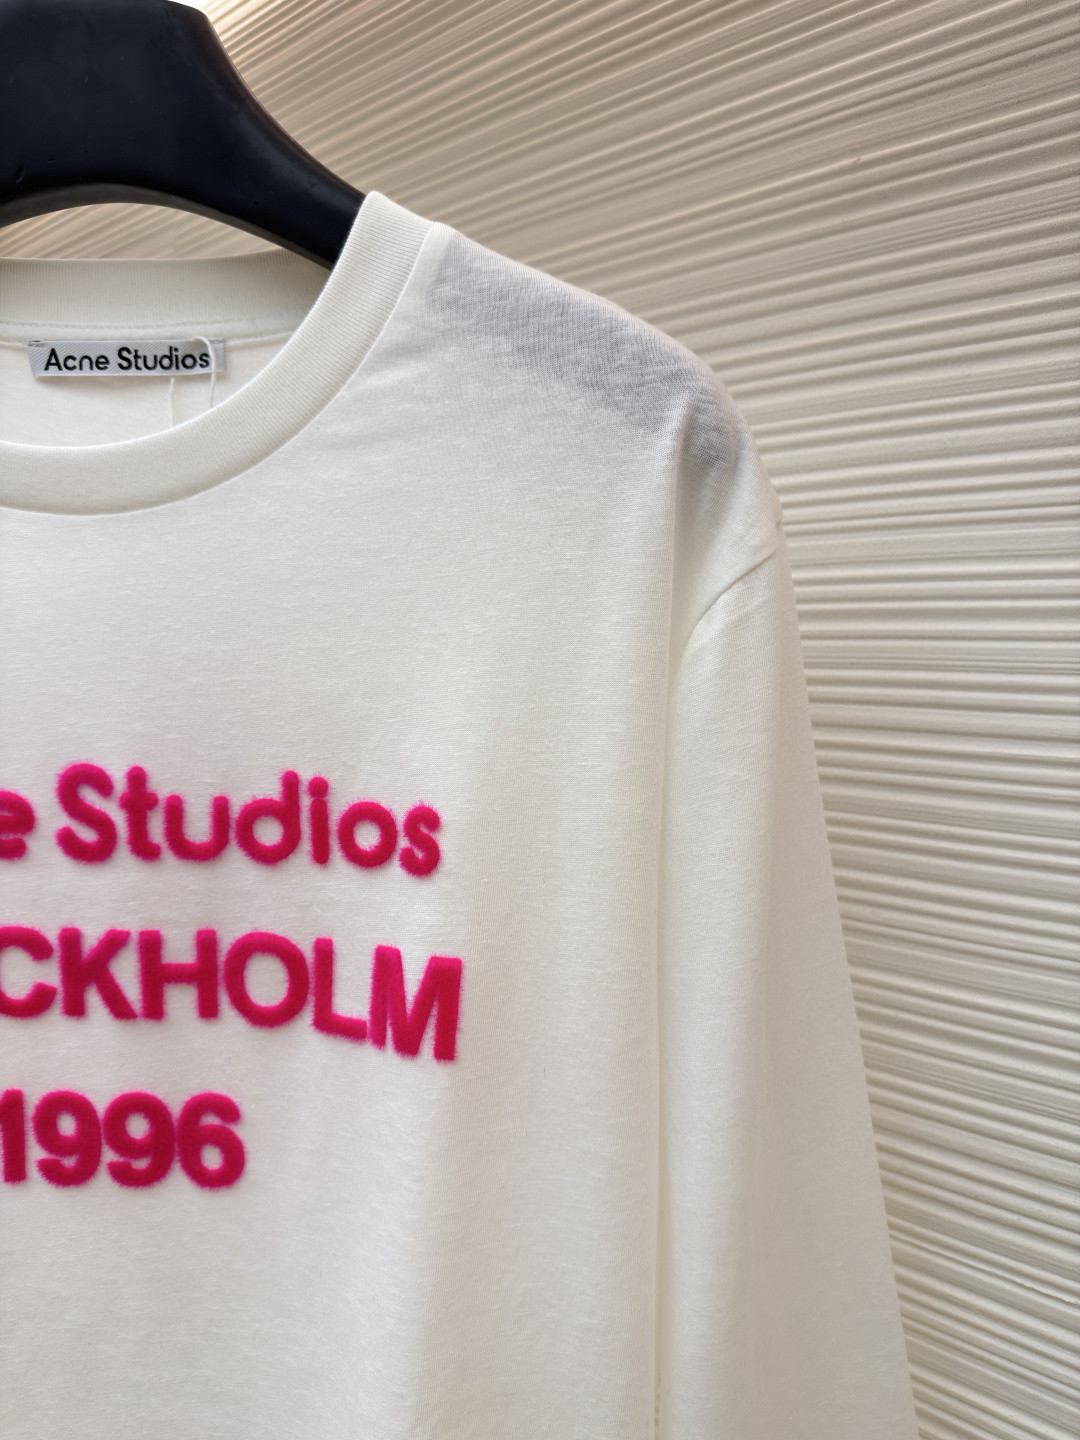 Acne Studios
e Studios
CKHOLM
1996